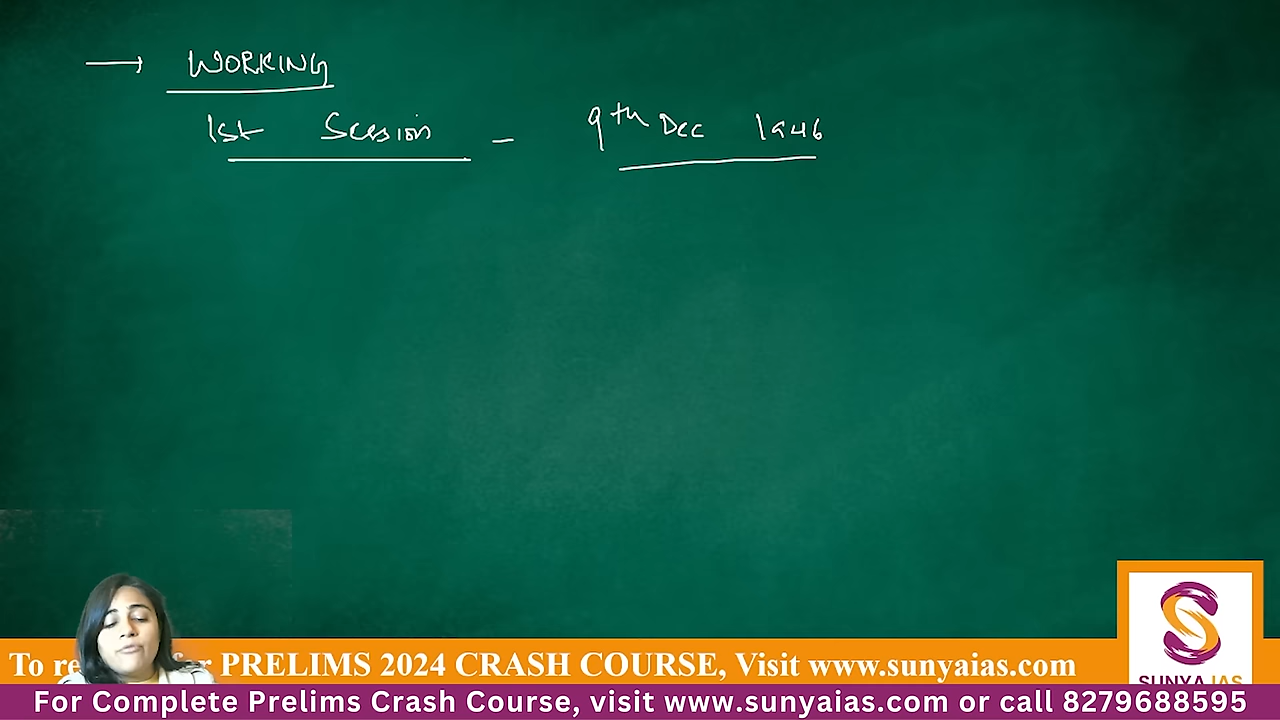 → WORKING
1st Session - 9th Dec 1946
To re r PRELIMS 2024 CRASH COURSE, Visit www.sunyaias.com
SUNYA IAS
For Complete Prelims Crash Course, visit www.sunyaias.com or call 8279688595